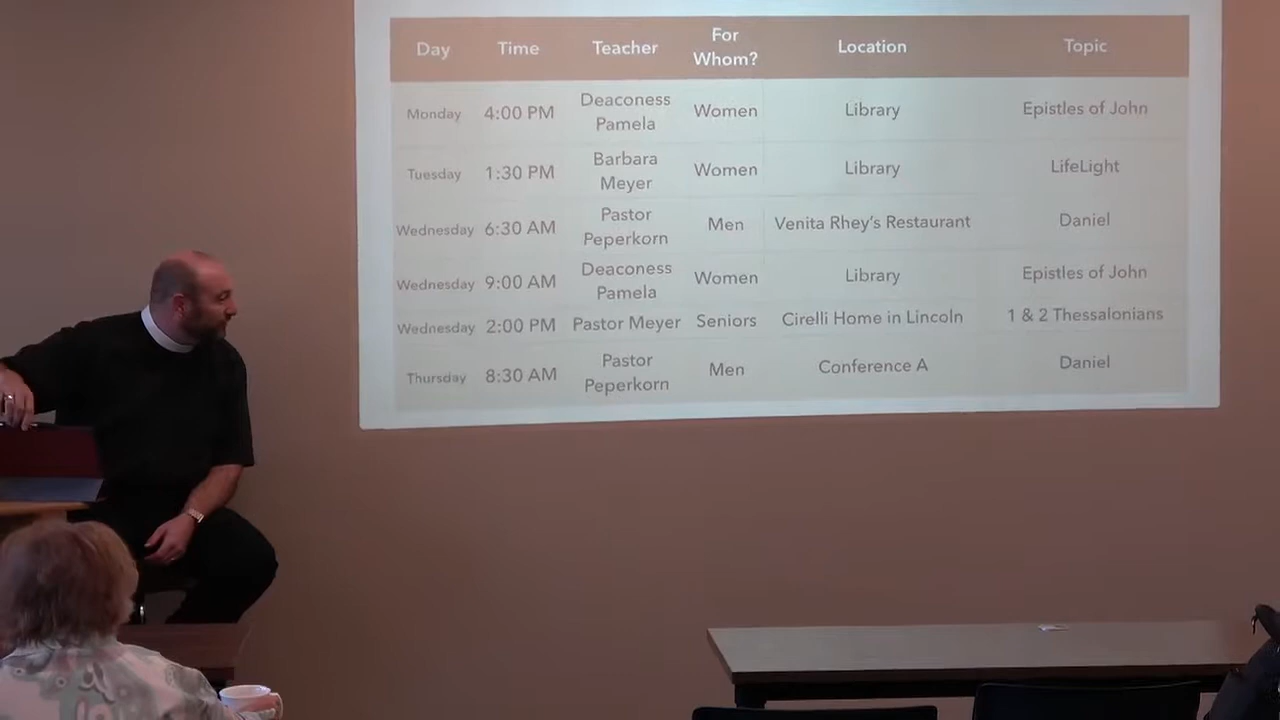 Day Time Teacher For Whom? Location Topic
Monday 4:00 PM Deaconess Pamela Women Library Epistles of John
Tuesday 1:30 PM Barbara Meyer Women Library LifeLight
Wednesday 6:30 AM Pastor Peperkorn Men Venita Rhey's Restaurant Daniel
Wednesday 9:00 AM Deaconess Pamela Women Library Epistles of John
Wednesday 2:00 PM Pastor Meyer Seniors Cirelli Home in Lincoln 1 & 2 Thessalonians
Thursday 8:30 AM Pastor Peperkorn Men Conference A Daniel